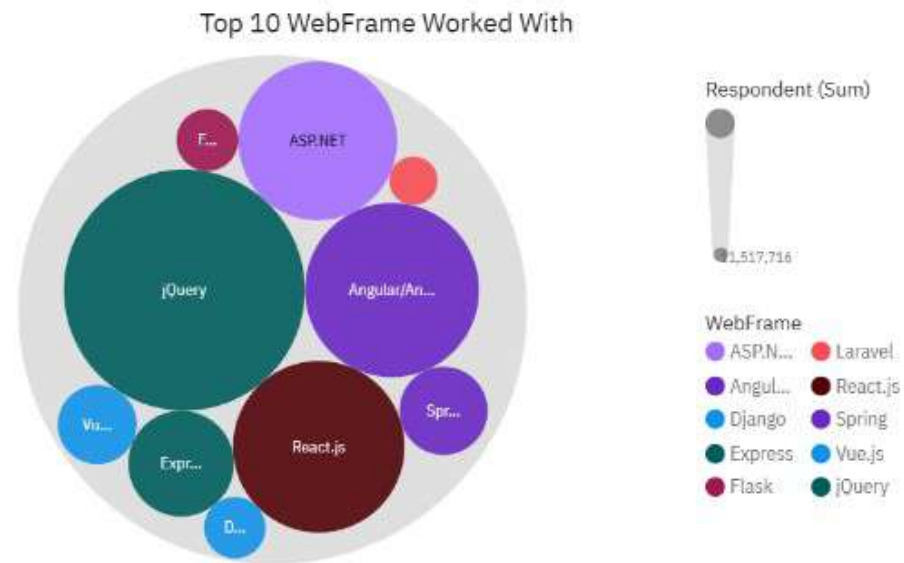 Top 10 WebFrame Worked With
Respondent (Sum)
F...
ASP.NET
jQuery
Angular/An...
1,517,716
WebFrame
ASP.N... Laravel
Angul... React.js
Django Spring
Express Vue.js
Flask jQuery
Vu...
Spr...
Expr...
React.js
D...